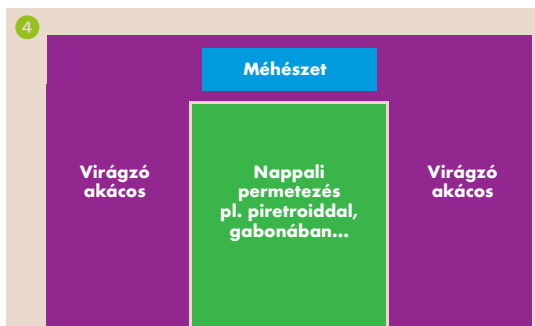 4
Méhészet
Virágzó
akácos
Nappali
permetezés
pl. piretroiddal,
gabonában...
Virágzó
akácos